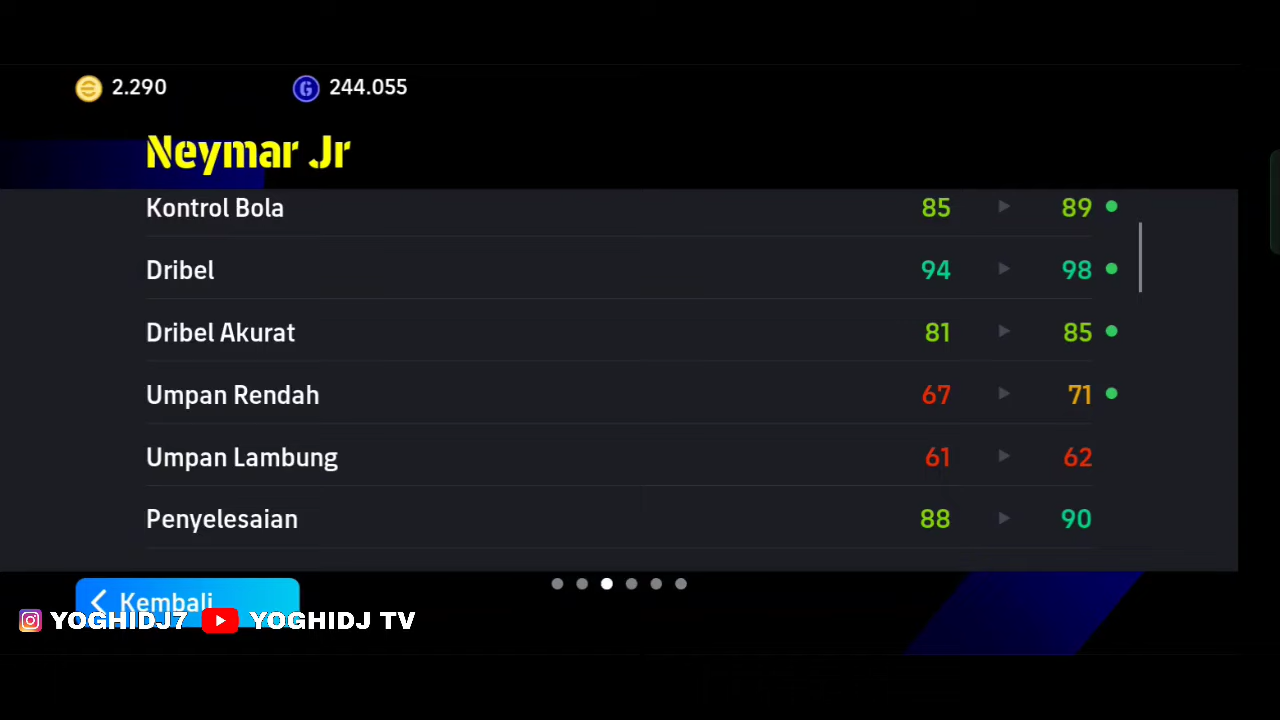 2.290 244.055
Neymar Jr
Kontrol Bola 85 89
Dribel 94 98
Dribel Akurat 81 85
Umpan Rendah 67 71
Umpan Lambung 61 62
Penyelesaian 88 90
Kembali
YOGHIDJ7 YOGHIDJ TV